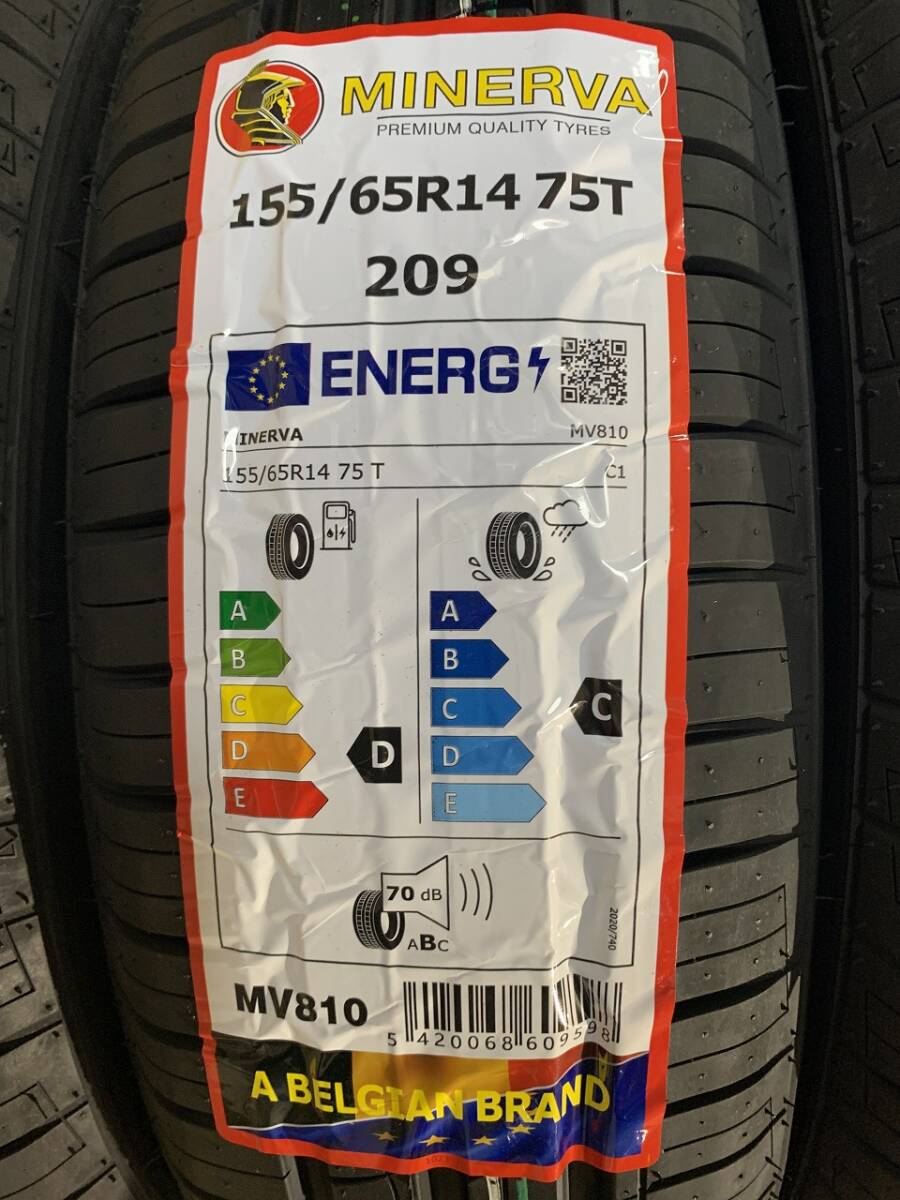 MINERVA
PREMIUM QUALITY TYRES
155/65R14 75T
209
ENERG
MINERVA MV810
155/65R14 75 T C1
A A
B B
C C C
D D D
E E
70 dB
ABC
2020/740
MV810
5 420068 609598
A BELGIAN BRAND